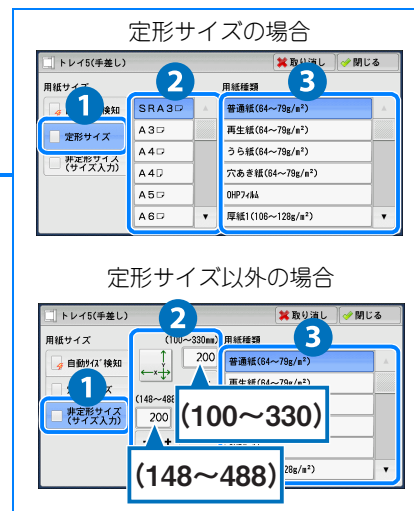 定形サイズの場合
トレイ5(手差し)
取り消し
閉じる
用紙サイズ
用紙種類
1
2
3
検知
定形サイズ
非定形サイズ
(サイズ入力)
SRA3
A3
A4
A4
A5
A6
普通紙(64～79g/m²)
再生紙(64～79g/m²)
うら紙(64～79g/m²)
穴あき紙(64～79g/m²)
OHPフィルム
厚紙1(106～128g/m²)
定形サイズ以外の場合
トレイ5(手差し)
取り消し
閉じる
用紙サイズ
(100～330mm)
用紙種類
1
2
3
自動サイズ検知
非定形サイズ
(サイズ入力)
Y
X
200
(148～488
200
普通紙(64～79g/m²)
再生紙(64～79g/m²)
(100～330)
(148～488)
28g/m²)